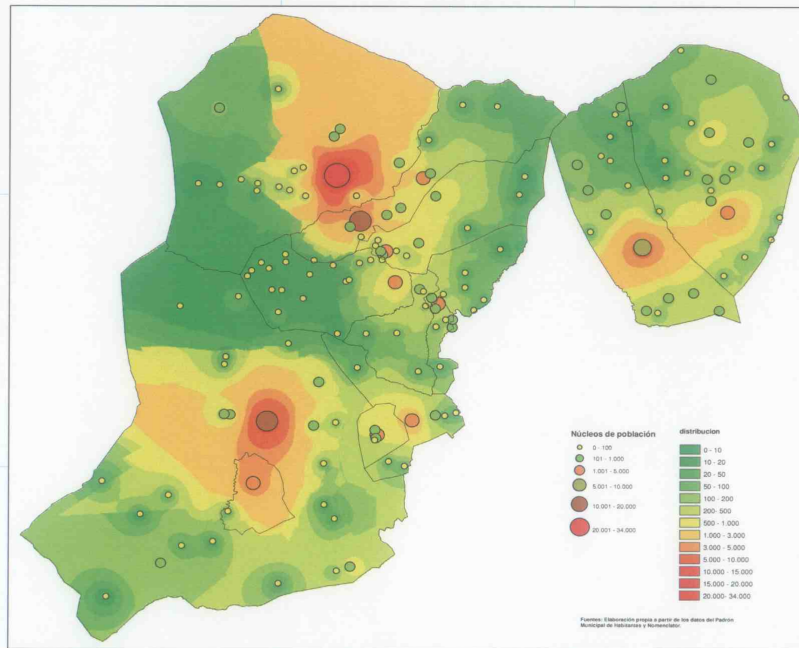 Núcleos de población
0 - 100
101 - 1.000
1.001 - 5.000
5.001 - 10.000
10.001 - 20.000
20.001 - 34.000
distribucion
0 - 10
10 - 20
20 - 50
50 - 100
100 - 200
200- 500
500 - 1.000
1.000 - 3.000
3.000 - 5.000
5.000 - 10.000
10.000 - 15.000
15.000 - 20.000
20.000- 34.000
Fuentes: Elaboración propia a partir de los datos del Padrón
Municipal de Habitantes y Nomenclator.